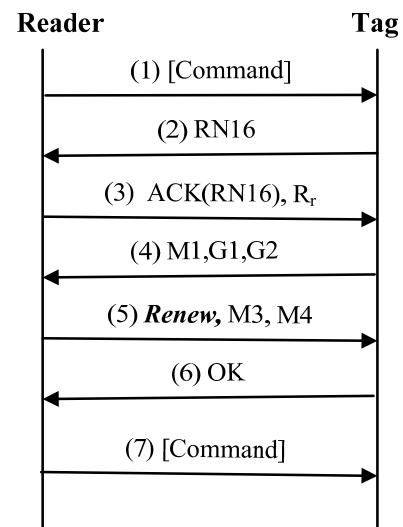 Reader Tag
(1) [Command]
(2) RN16
(3) ACK(RN16), Rr
(4) M1,G1,G2
(5) Renew, M3, M4
(6) OK
(7) [Command]